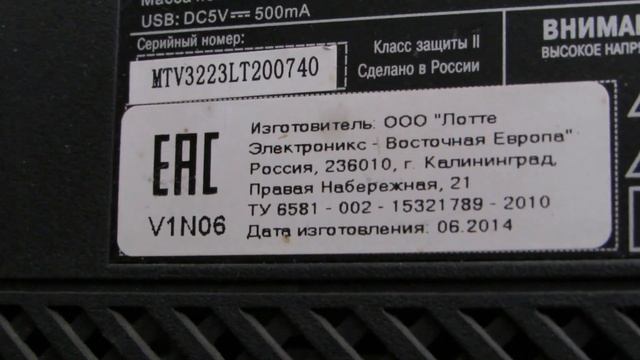 USB: DC5V 500mA
Серийный номер:
MTV3223LT200740
Класс защиты II
Сделано в России
ВНИМА
ВЫСОКОЕ НАПР
EAC
V1N06
Изготовитель: ООО "Лотте
Электроникс - Восточная Европа"
Россия, 236010, г. Калининград,
Правая Набережная, 21
ТУ 6581 - 002 - 15321789 - 2010
Дата изготовления: 06.2014